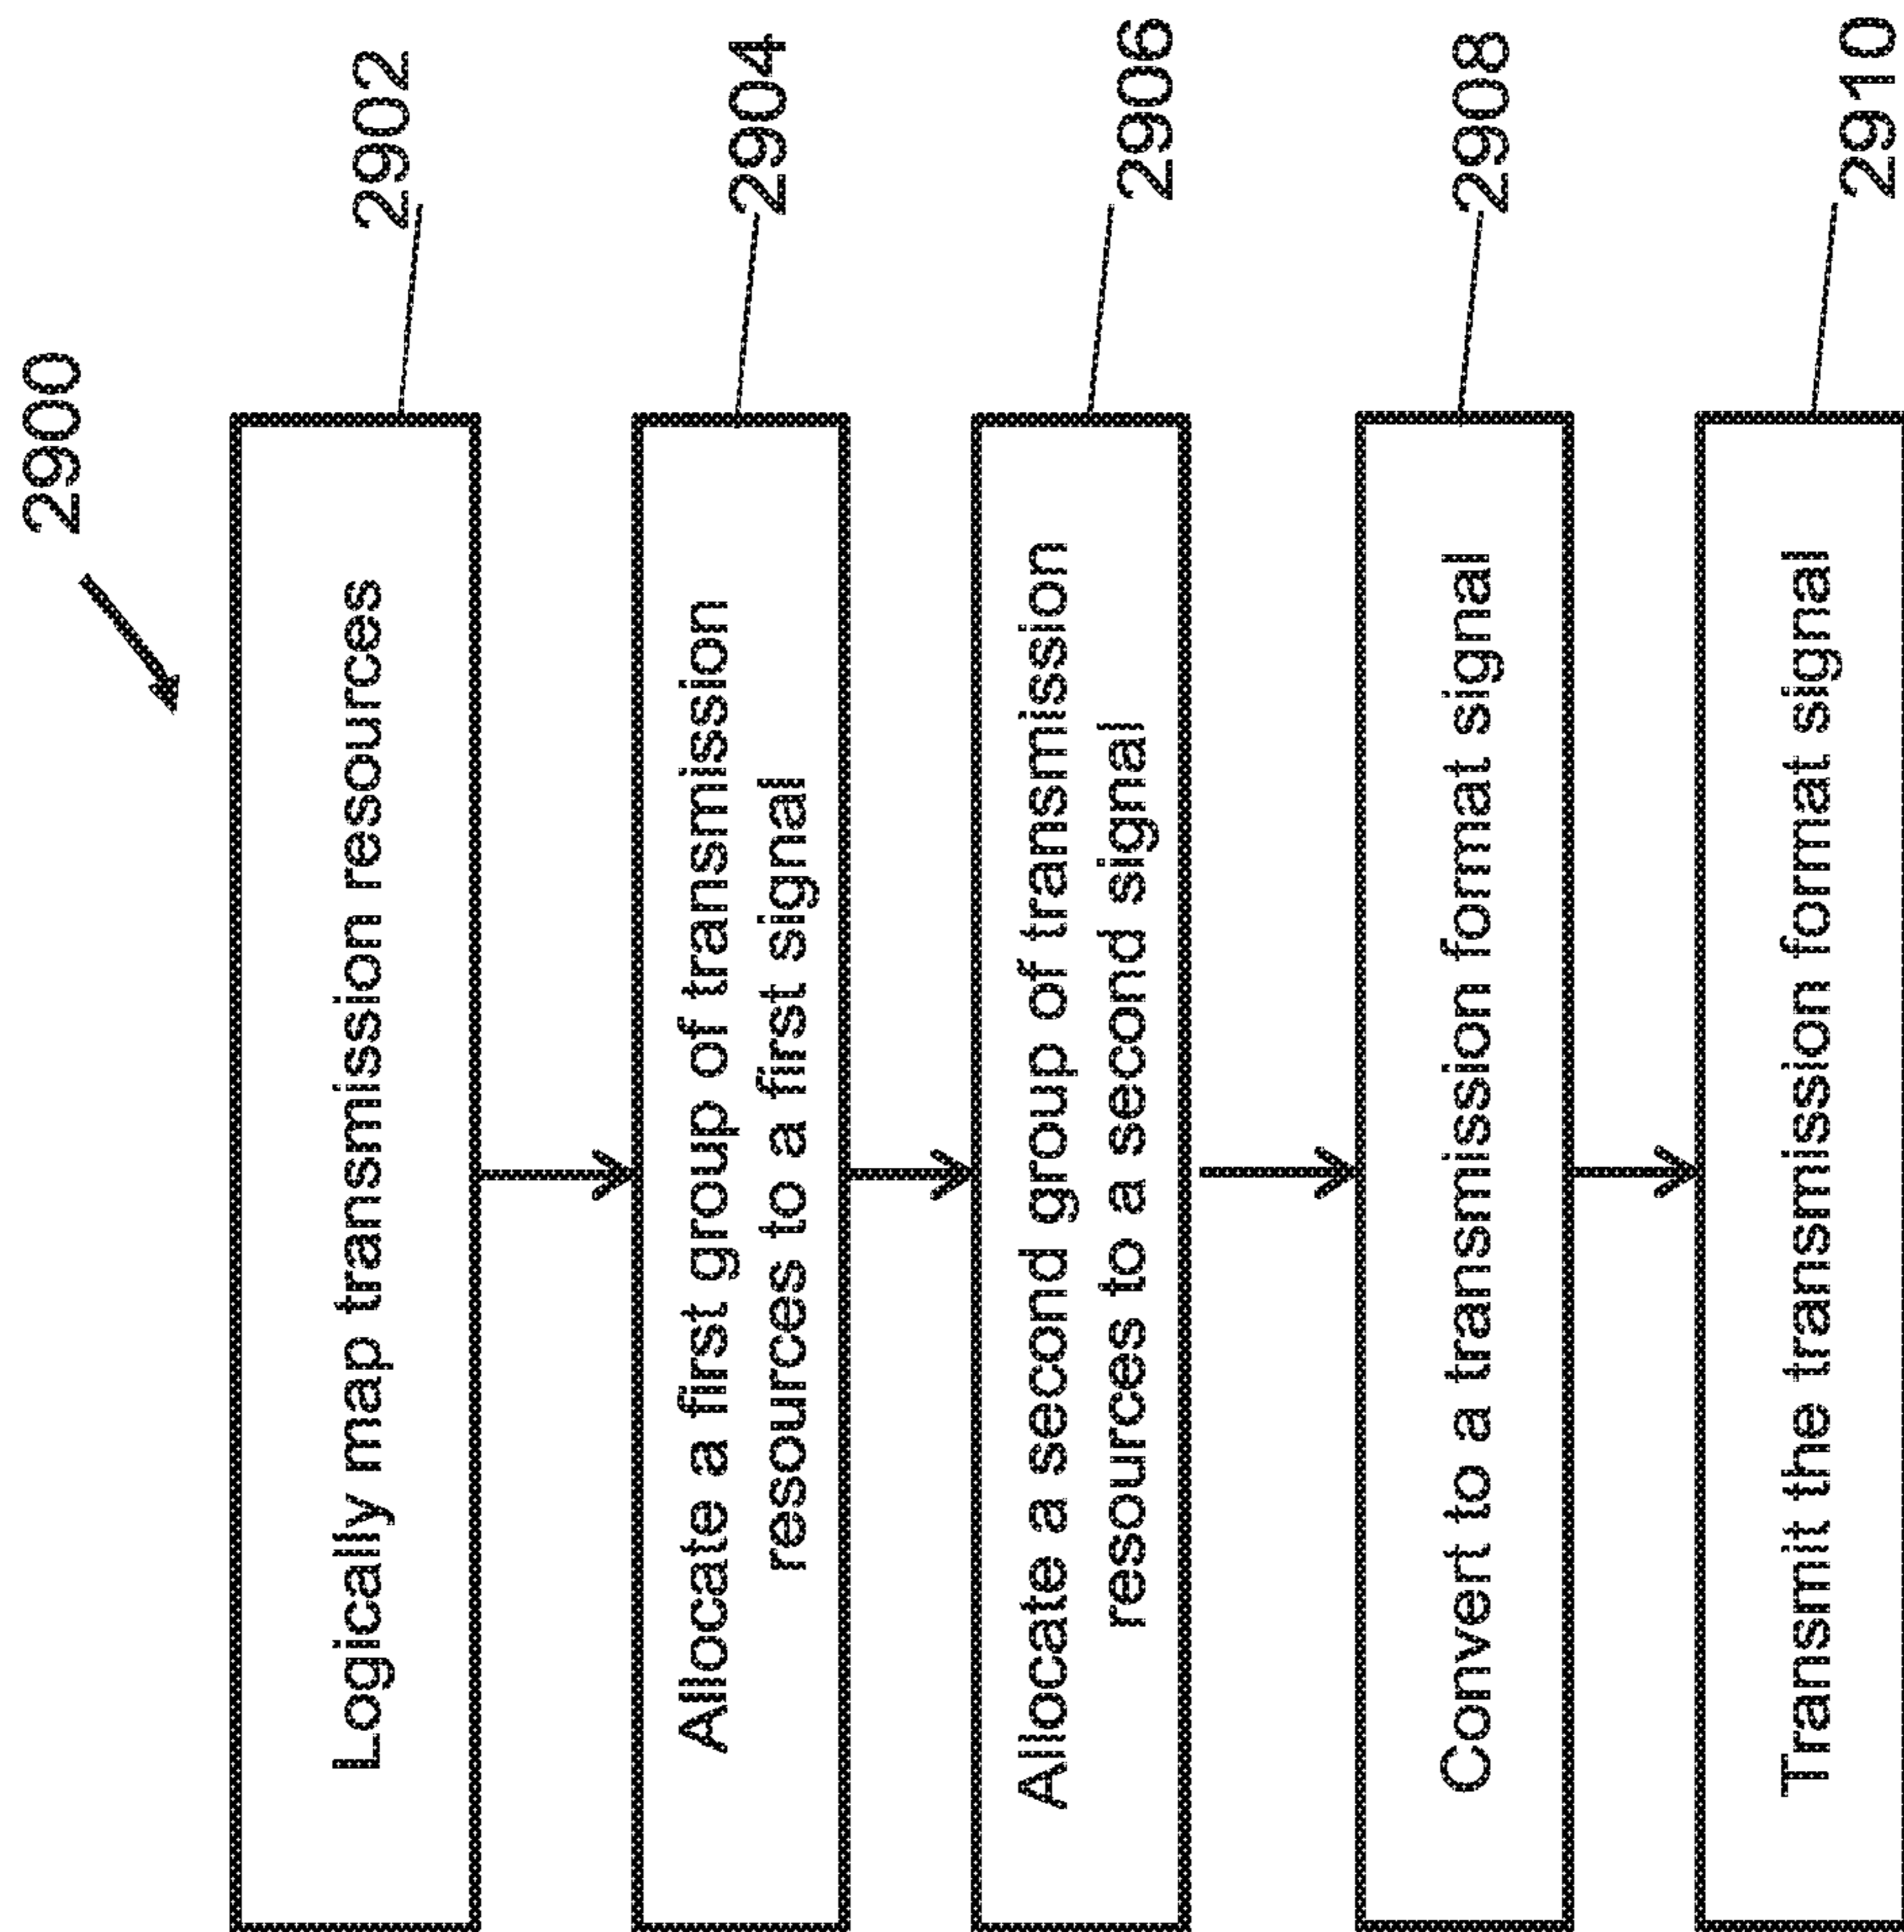 2900
Logically map transmission resources
2902
Allocate a first group of transmission
resources to a first signal
2904
Allocate a second group of transmission
resources to a second signal
2906
Convert to a transmission format signal
2908
Transmit the transmission format signal
2910